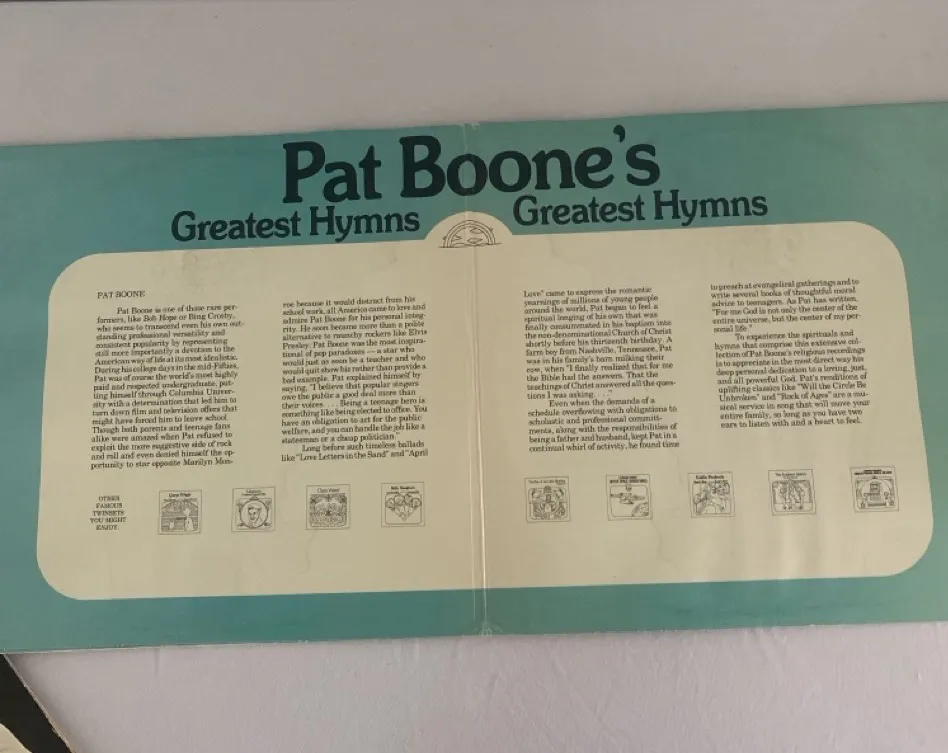 Pat Boone's
Greatest Hymns
Greatest Hymns
PAT BOONE
Pat Boone is one of those rare per-
formers, like Bob Hope or Bing Crosby,
who seems to transcend even his own out-
standing professional versatility and
consistent popularity by representing
still more importantly a devotion to the
American way of life at its most idealistic.
During his college days in the mid-Fifties,
Pat was of course the world's most highly
paid and respected undergraduate, put-
ting himself through Columbia Univer-
sity with a determination that led him to
turn down film and television offers that
might have forced him to leave school.
Though both parents and teenage fans
alike were amazed when Pat refused to
exploit the more suggestive side of rock
and roll and even denied himself the op-
portunity to star opposite Marilyn Mon-
roe because it would distract from his
school work, all America came to love and
admire Pat Boone for his personal integ-
rity. He soon became more than a polite
alternative to raunchy rockers like Elvis
Presley. Pat Boone was the most inspira-
tional of pop paradoxes — a star who
would just as soon be a teacher and who
would quit show biz rather than provide a
bad example. Pat explained himself by
saying, "I believe that popular singers
owe the public a good deal more than
their voices. . . . Being a teenage hero is
something like being elected to office. You
have an obligation to act for the public
welfare, and you can handle the job like a
statesman or a cheap politician."
Long before such timeless ballads
like "Love Letters in the Sand" and "April
Love" came to express the romantic
yearnings of millions of young people
around the world, Pat began to feel a
spiritual longing of his own that was
finally consummated in his baptism into
the non-denominational Church of Christ
shortly before his thirteenth birthday. A
farm boy from Nashville, Tennessee, Pat
was in his family's barn milking their
cow, when "I finally realized that for me
the Bible had the answers. That the
teachings of Christ answered all the ques-
tions I was asking. . . ."
Even when the demands of a
schedule overflowing with obligations to
scholastic and professional commit-
ments, along with the responsibilities of
being a father and husband, kept Pat in a
continual whirl of activity, he found time
to preach at evangelical gatherings and to
write several books of thoughtful moral
advice to teenagers. As Pat has written,
"For me God is not only the center of the
entire universe, but the center of my per-
sonal life."
To experience the spirituals and
hymns that comprise this extensive col-
lection of Pat Boone's religious recordings
is to appreciate in the most direct way his
deep personal dedication to a loving, just,
and all powerful God. Pat's renditions of
uplifting classics like "Will the Circle Be
Unbroken" and "Rock of Ages" are a mu-
sical service in song that will move your
entire family, so long as you have two
ears to listen with and a heart to feel.
OTHER
FAMOUS
TWINSETS
YOU MIGHT
ENJOY.